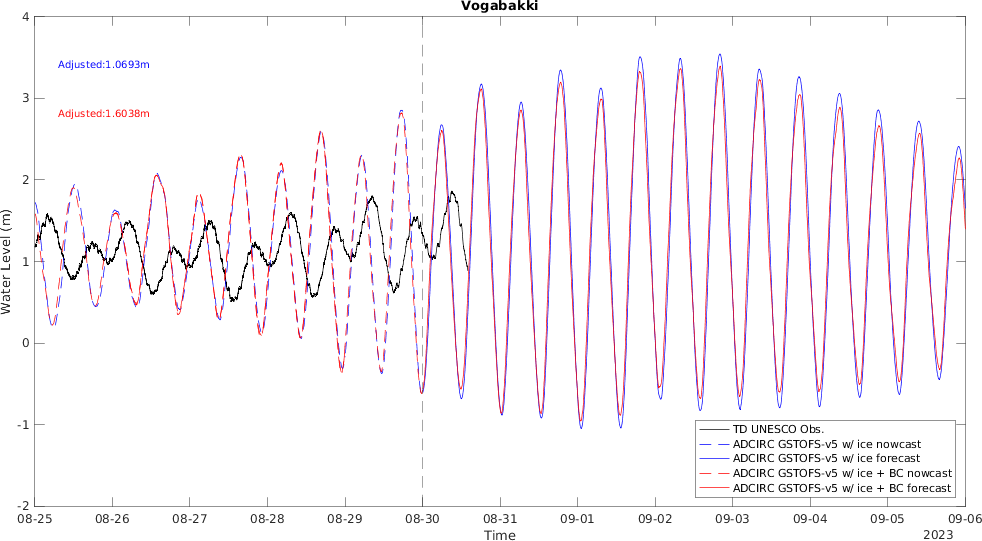 Vogabakki
4
3
2
1
0
-1
-2
Water Level (m)
Adjusted:1.0693m
Adjusted:1.6038m
TD UNESCO Obs.
ADCIRC GSTOFS-v5 w/ ice nowcast
ADCIRC GSTOFS-v5 w/ ice forecast
ADCIRC GSTOFS-v5 w/ ice + BC nowcast
ADCIRC GSTOFS-v5 w/ ice + BC forecast
08-25 08-26 08-27 08-28 08-29 08-30 08-31 09-01 09-02 09-03 09-04 09-05 09-06
Time
2023